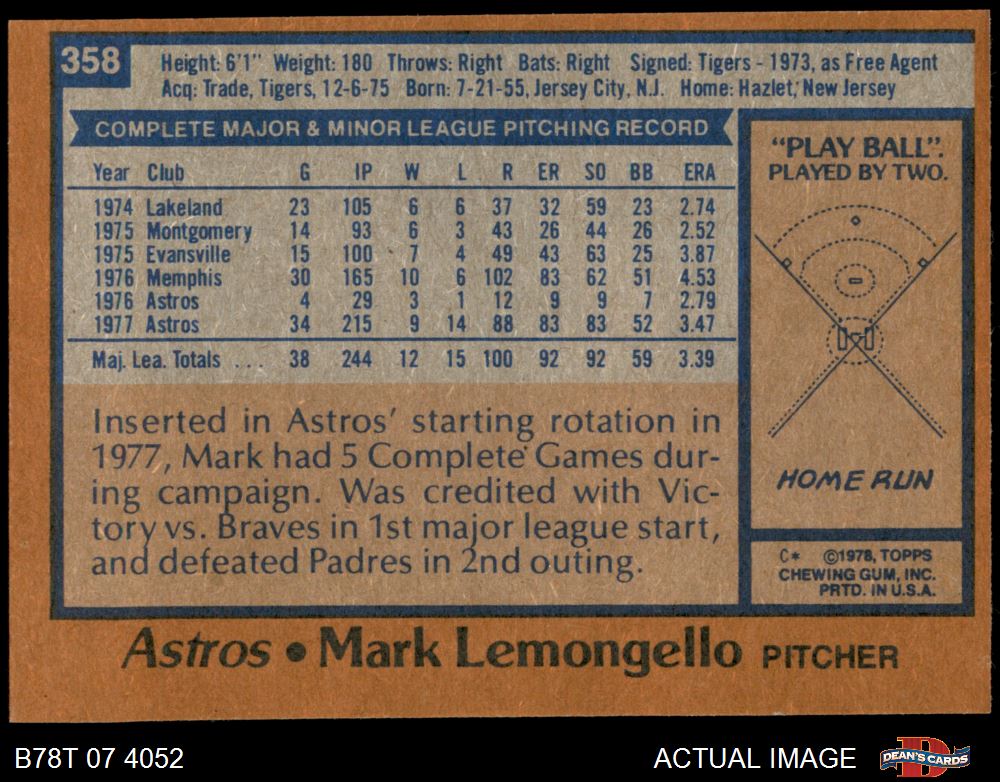 358
Height: 6'1" Weight: 180 Throws: Right Bats: Right Signed: Tigers - 1973, as Free Agent
Acq: Trade, Tigers, 12-6-75 Born: 7-21-55, Jersey City, N.J. Home: Hazlet, New Jersey
COMPLETE MAJOR & MINOR LEAGUE PITCHING RECORD
Year Club G IP W L R ER SO BB ERA
1974 Lakeland 23 105 6 6 37 32 59 23 2.74
1975 Montgomery 14 93 6 3 43 26 44 26 2.52
1975 Evansville 15 100 7 4 49 43 63 25 3.87
1976 Memphis 30 165 10 6 102 83 62 51 4.53
1976 Astros 4 29 3 1 12 9 9 7 2.79
1977 Astros 34 215 9 14 88 83 83 52 3.47
Maj. Lea. Totals ... 38 244 12 15 100 92 92 59 3.39
Inserted in Astros' starting rotation in
1977, Mark had 5 Complete Games dur-
ing campaign. Was credited with Vic-
tory vs. Braves in 1st major league start,
and defeated Padres in 2nd outing.
"PLAY BALL".
PLAYED BY TWO.
HOME RUN
C* ©1978, TOPPS
CHEWING GUM, INC.
PRTD. IN U.S.A.
Astros • Mark Lemongello PITCHER
B78T 07 4052
ACTUAL IMAGE
DEAN'S CARDS